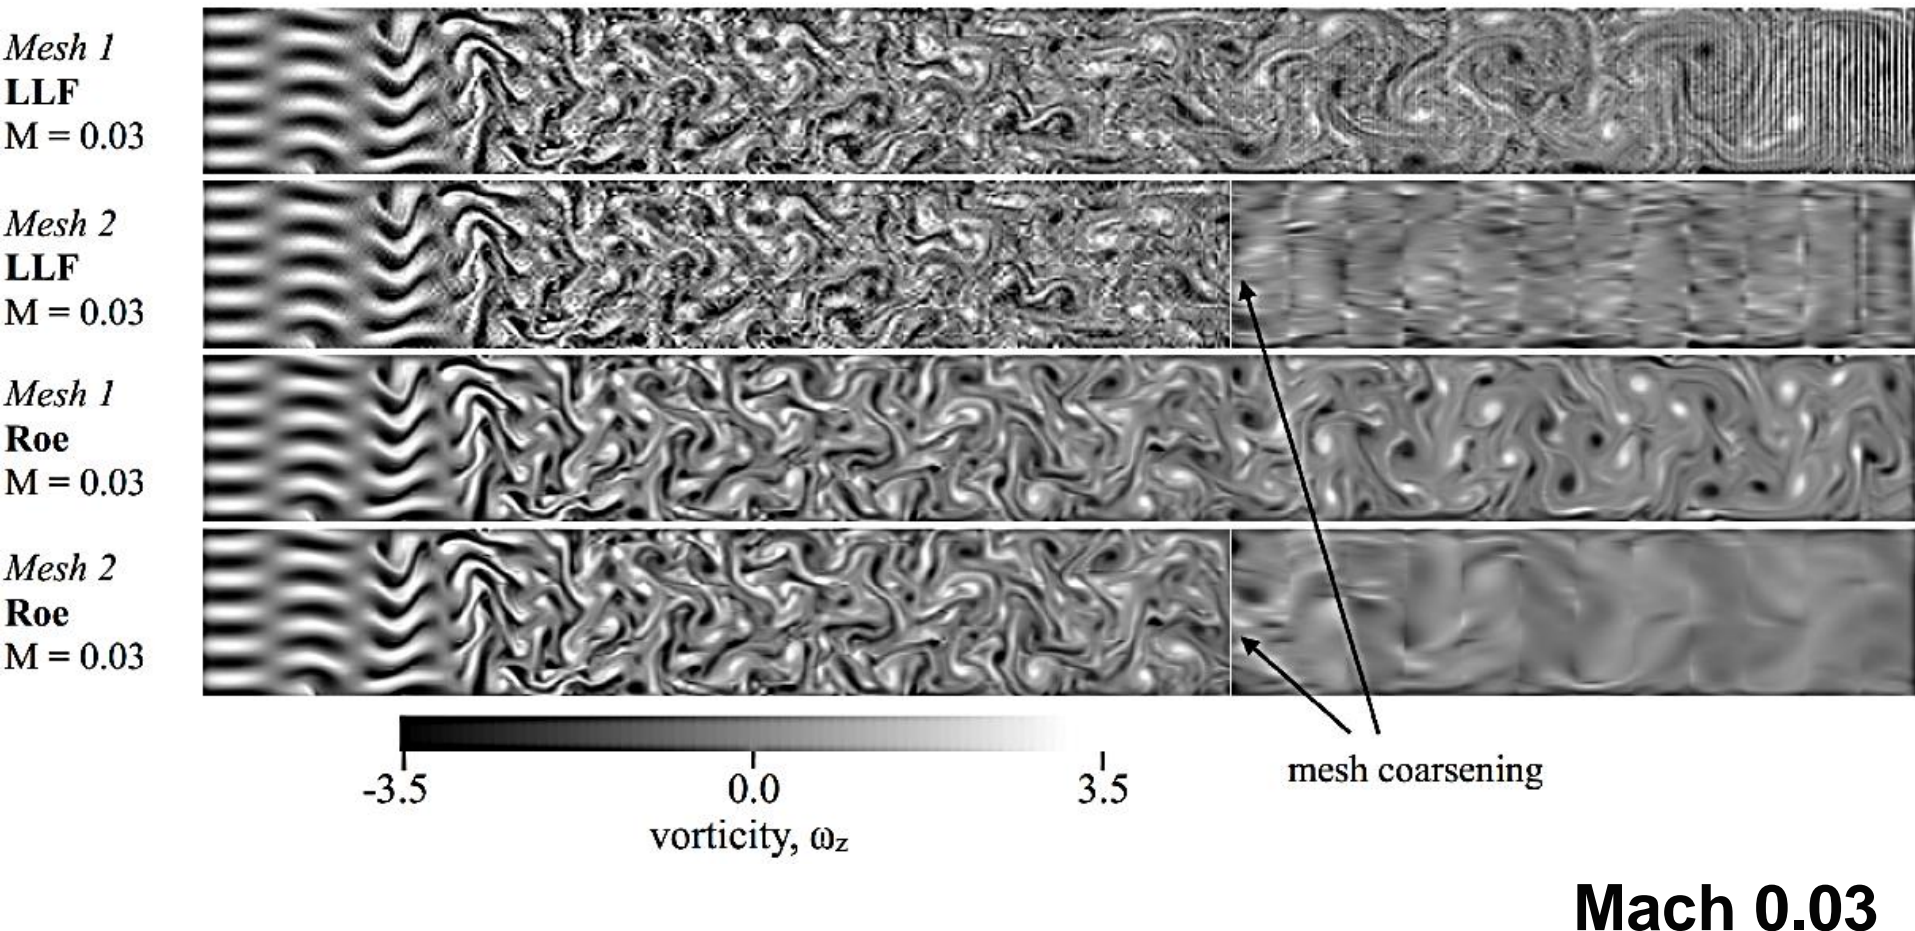 Mesh 1
LLF
M = 0.03
Mesh 2
LLF
M = 0.03
Mesh 1
Roe
M = 0.03
Mesh 2
Roe
M = 0.03
-3.5 0.0 3.5
vorticity, ωz
mesh coarsening
Mach 0.03